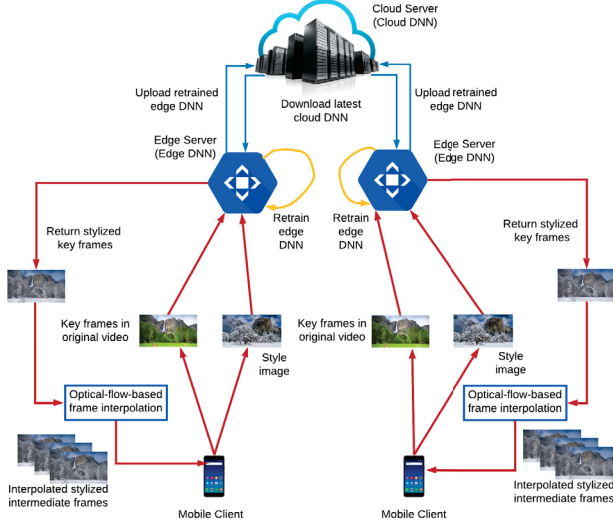 Cloud Server
(Cloud DNN)
Upload retrained
edge DNN
Download latest
cloud DNN
Upload retrained
edge DNN
Edge Server
(Edge DNN)
Edge Server
(Edge DNN)
Retrain
edge
DNN
Retrain
edge
DNN
Return stylized
key frames
Return stylized
key frames
Key frames in
original video
Style
image
Key frames in
original video
Style
image
Optical-flow-based
frame interpolation
Optical-flow-based
frame interpolation
Interpolated stylized
intermediate frames
Mobile Client
Mobile Client
Interpolated stylized
intermediate frames